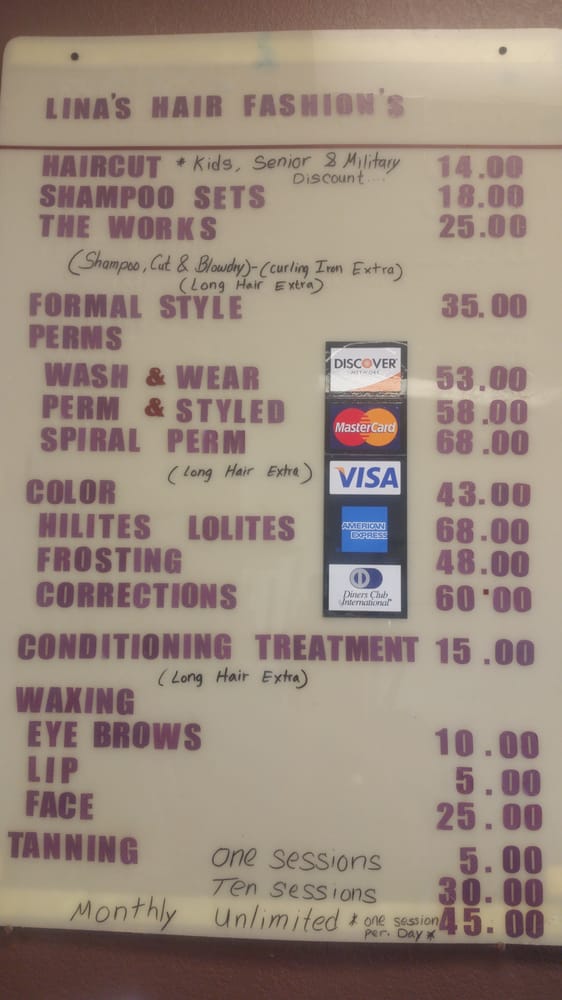 LINA'S HAIR FASHION'S
HAIRCUT * Kids, Senior & Military 14.00
Discount....
SHAMPOO SETS 18.00
THE WORKS 25.00
(Shampoo, Cut & Blowdry)-(curling Iron Extra)
(Long Hair Extra)
FORMAL STYLE 35.00
PERMS
WASH & WEAR 53.00
PERM & STYLED 58.00
SPIRAL PERM 68.00
(Long Hair Extra)
COLOR 43.00
HILITES LOLITES 68.00
FROSTING 48.00
CORRECTIONS 60.00
DISCOVER
NETWORK
MasterCard
VISA
AMERICAN
EXPRESS
Diners Club
International®
CONDITIONING TREATMENT 15.00
(Long Hair Extra)
WAXING
EYE BROWS 10.00
LIP 5.00
FACE 25.00
TANNING one sessions 5.00
Ten sessions 30.00
Monthly Unlimited * one session 45.00
per. Day *